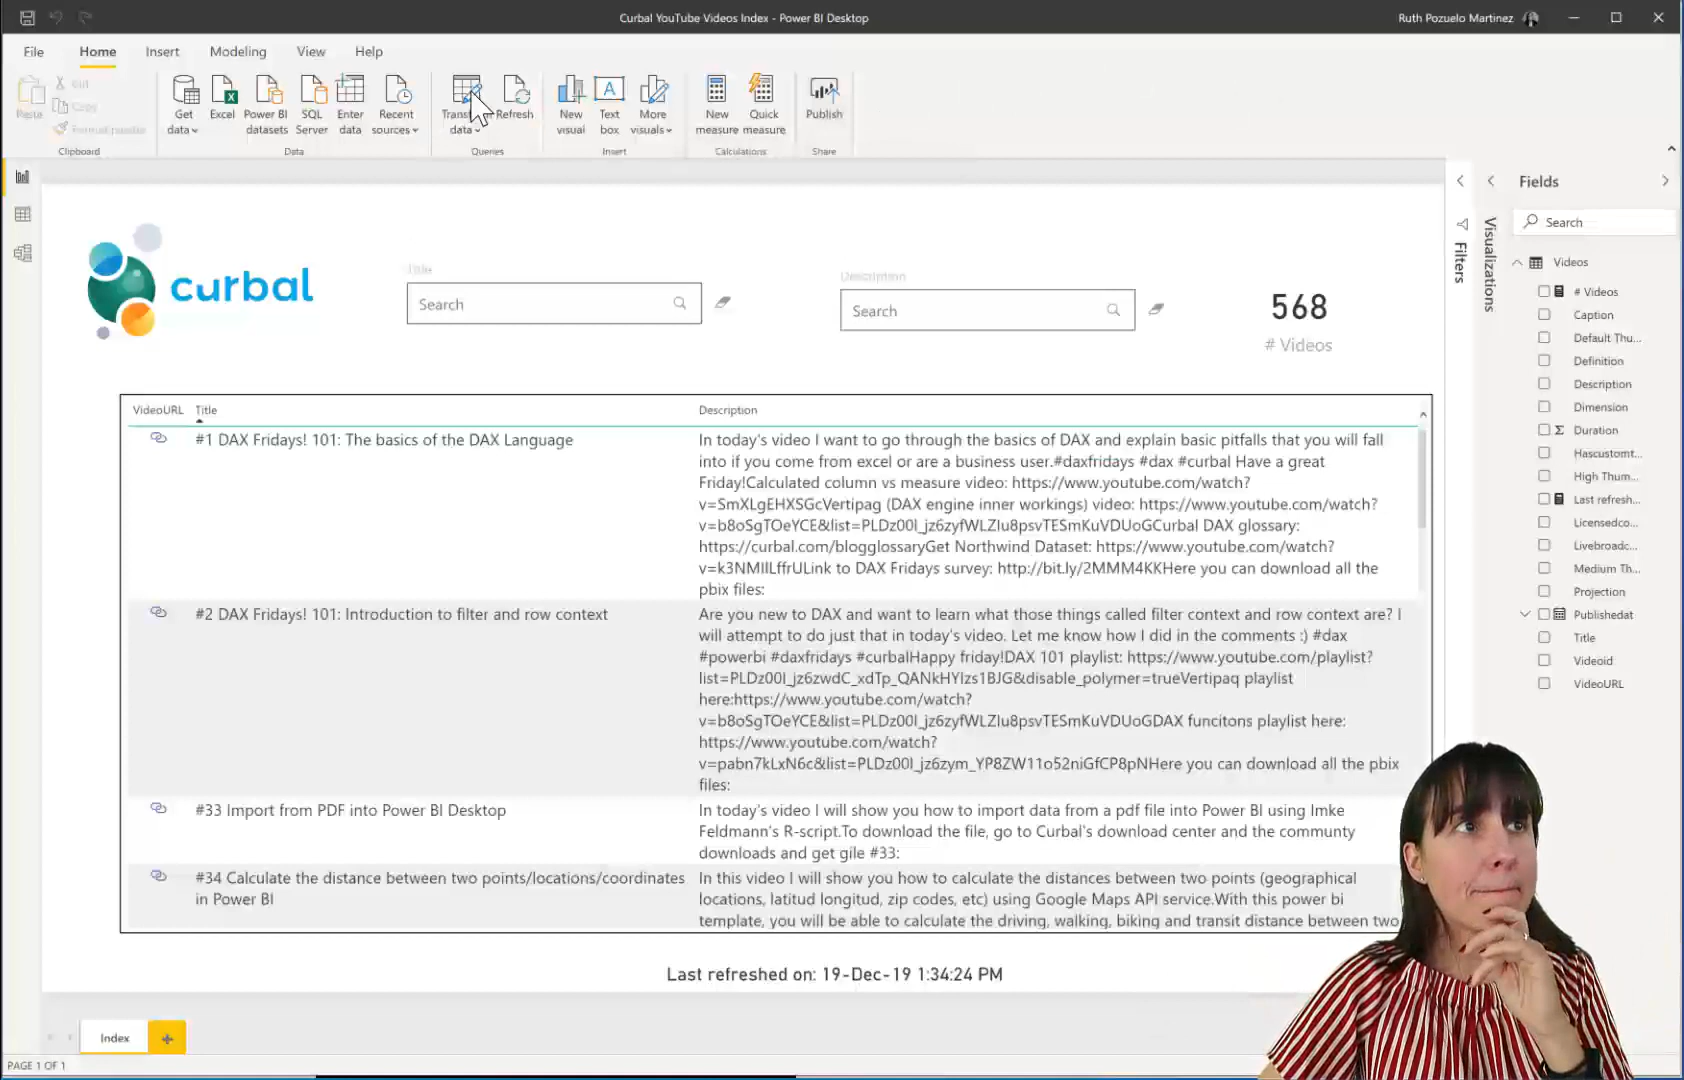 Curbal YouTube Videos Index - Power BI Desktop
Ruth Pozuelo Martinez
File
Home
Insert
Modeling
View
Help
Paste
Cut
Copy
Format painter
Clipboard
Get
data
Excel
Power BI
datasets
SQL
Server
Enter
data
Recent
sources
Data
data
Refresh
Queries
New
visual
Text
box
More
visuals
Insert
New
measure
Quick
measure
Calculations
Publish
Share
Fields
Search
Visualizations
Filters
Videos
# Videos
Caption
Default Thu...
Definition
Description
Dimension
Duration
Hascustomt...
High Thum...
Last refresh...
Licensedco...
Livebroadc...
Medium Th...
Projection
Publishedat
Title
Videoid
VideoURL
curbal
Title
Search
Description
Search
568
# Videos
VideoURL
Title
Description
#1 DAX Fridays! 101: The basics of the DAX Language
In today's video I want to go through the basics of DAX and explain basic pitfalls that you will fall
into if you come from excel or are a business user.#daxfridays #dax #curbal Have a great
Friday!Calculated column vs measure video: https://www.youtube.com/watch?
v=SmXLgEHXSGcVertipag (DAX engine inner workings) video: https://www.youtube.com/watch?
v=b8oSgTOeYCE&list=PLDz00l_jz6zyfWLZIu8psvTESmKuVDUoGCurbal DAX glossary:
https://curbal.com/blogglossaryGet Northwind Dataset: https://www.youtube.com/watch?
v=k3NMIlLffrULink to DAX Fridays survey: http://bit.ly/2MMM4KKHere you can download all the
pbix files:
#2 DAX Fridays! 101: Introduction to filter and row context
Are you new to DAX and want to learn what those things called filter context and row context are? I
will attempt to do just that in today's video. Let me know how I did in the comments :) #dax
#powerbi #daxfridays #curbalHappy friday!DAX 101 playlist: https://www.youtube.com/playlist?
list=PLDz00l_jz6zwdC_xdTp_QANkHYIzs1BJG&disable_polymer=trueVertipaq playlist
here:https://www.youtube.com/watch?
v=b8oSgTOeYCE&list=PLDz00l_jz6zyfWLZIu8psvTESmKuVDUoGDAX funcitons playlist here:
https://www.youtube.com/watch?
v=pabn7kLxN6c&list=PLDz00l_jz6zym_YP8ZW11o52niGfCP8pNHere you can download all the pbix
files:
#33 Import from PDF into Power BI Desktop
In today's video I will show you how to import data from a pdf file into Power BI using Imke
Feldmann's R-script.To download the file, go to Curbal's download center and the communty
downloads and get gile #33:
#34 Calculate the distance between two points/locations/coordinates
in Power BI
In this video I will show you how to calculate the distances between two points (geographical
locations, latitud longitud, zip codes, etc) using Google Maps API service.With this power bi
template, you will be able to calculate the driving, walking, biking and transit distance between two
Last refreshed on: 19-Dec-19 1:34:24 PM
Index
PAGE 1 OF 1